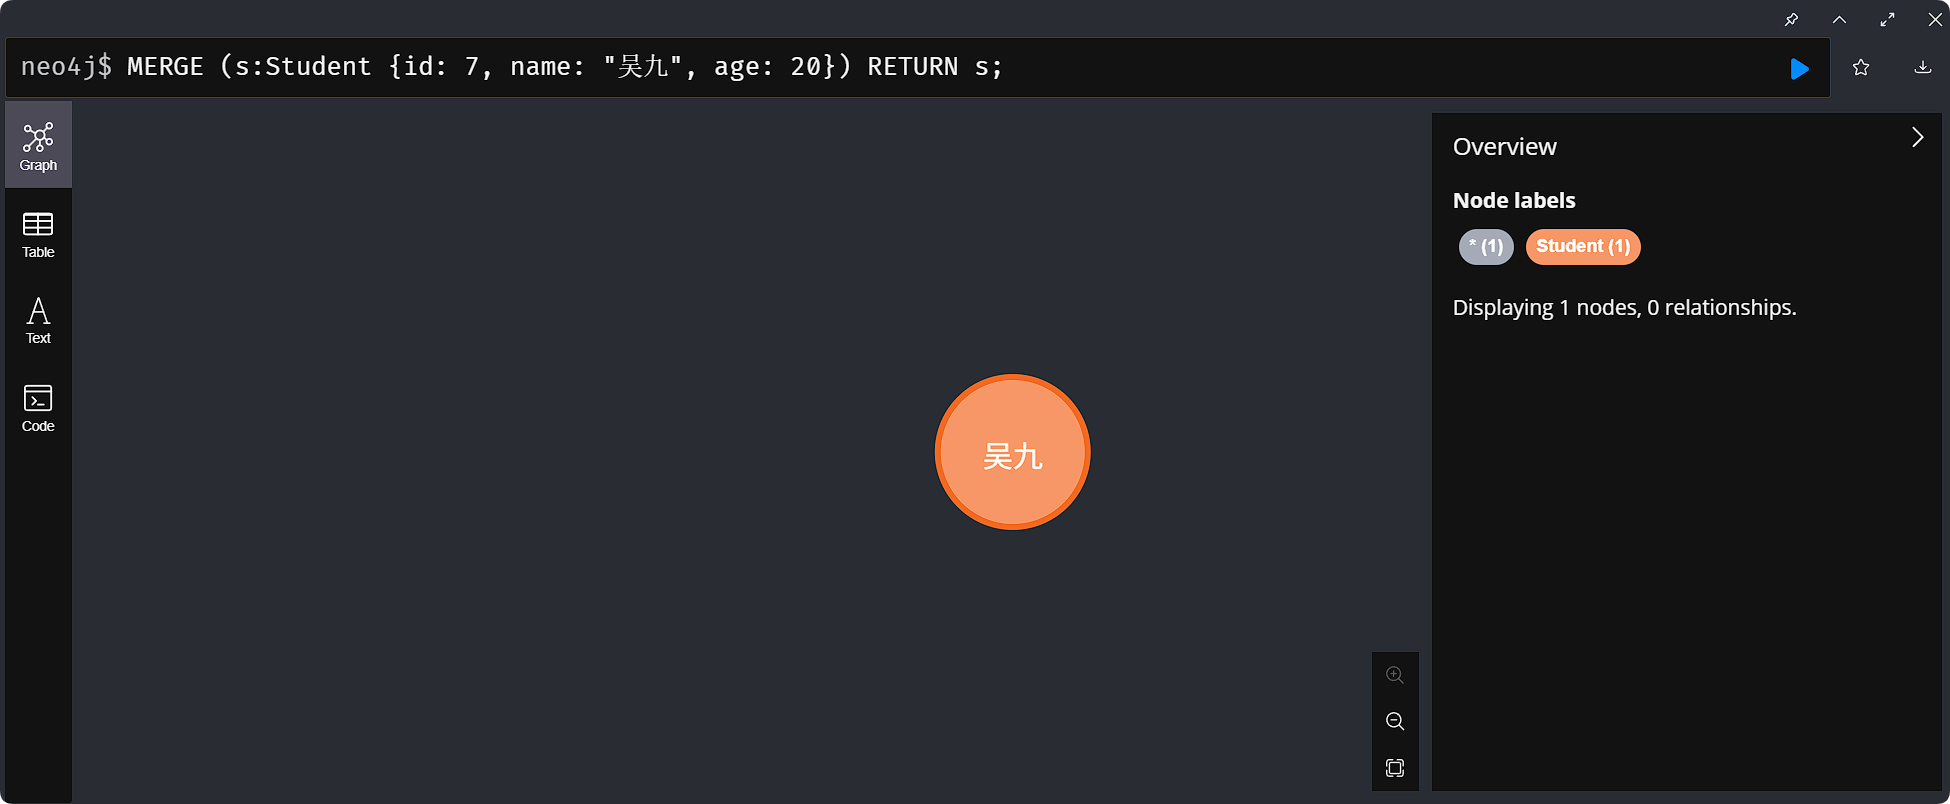 neo4j$ MERGE (s:Student {id: 7, name: "吴九", age: 20}) RETURN s;
Graph
Table
Text
Code
吴九
Overview
Node labels
* (1) Student (1)
Displaying 1 nodes, 0 relationships.